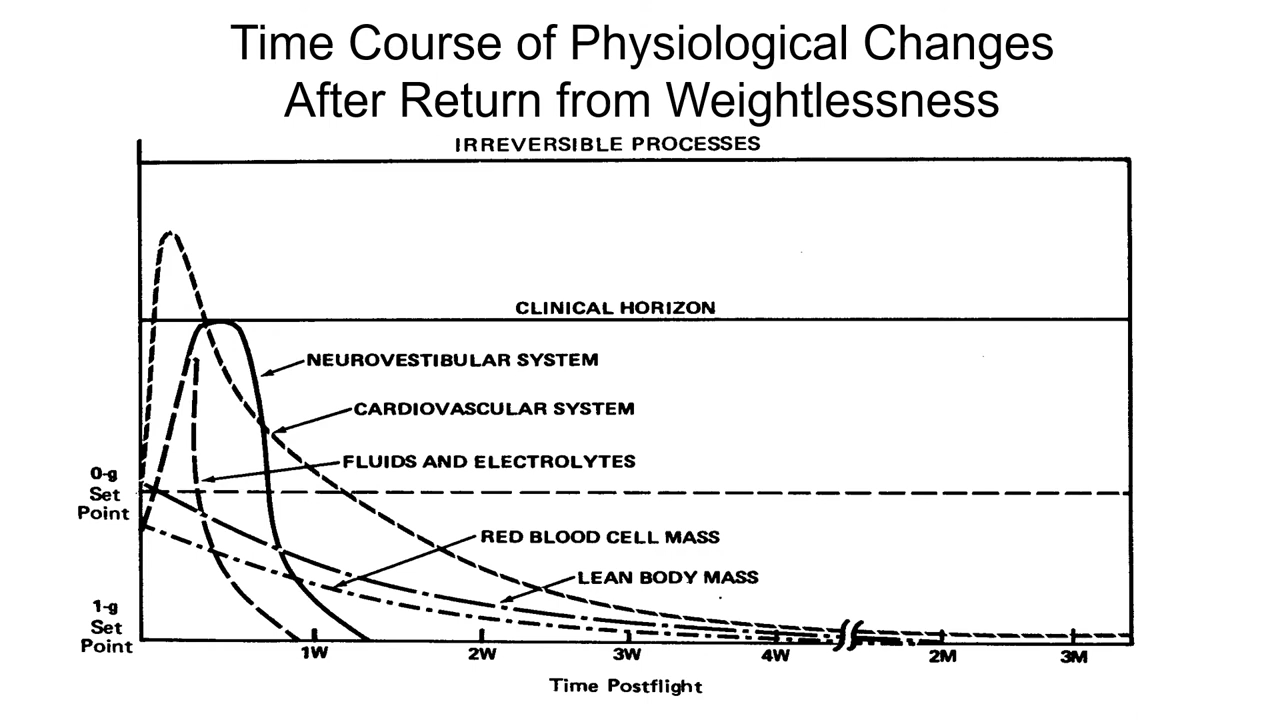 Time Course of Physiological Changes
After Return from Weightlessness
IRREVERSIBLE PROCESSES
CLINICAL HORIZON
NEUROVESTIBULAR SYSTEM
CARDIOVASCULAR SYSTEM
FLUIDS AND ELECTROLYTES
0-g
Set
Point
RED BLOOD CELL MASS
LEAN BODY MASS
1-g
Set
Point
1W 2W 3W 4W 2M 3M
Time Postflight